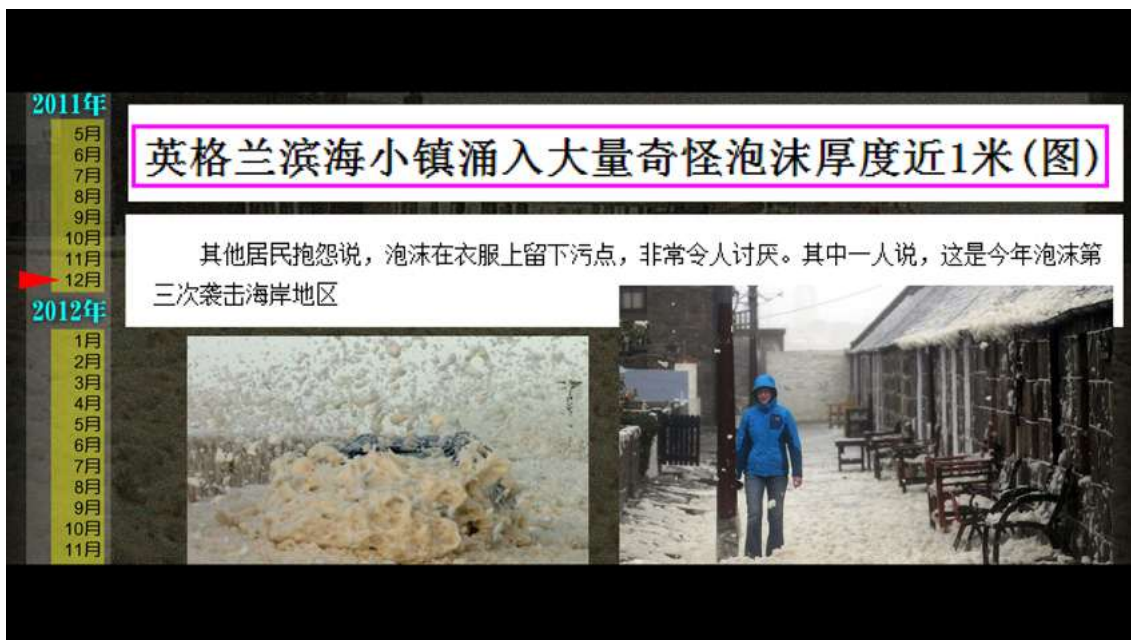 2011年
5月
6月
7月
8月
9月
10月
11月
12月
2012年
1月
2月
3月
4月
5月
6月
7月
8月
9月
10月
11月
英格兰滨海小镇涌入大量奇怪泡沫厚度近1米(图)
其他居民抱怨说，泡沫在衣服上留下污点，非常令人讨厌。其中一人说，这是今年泡沫第
三次袭击海岸地区